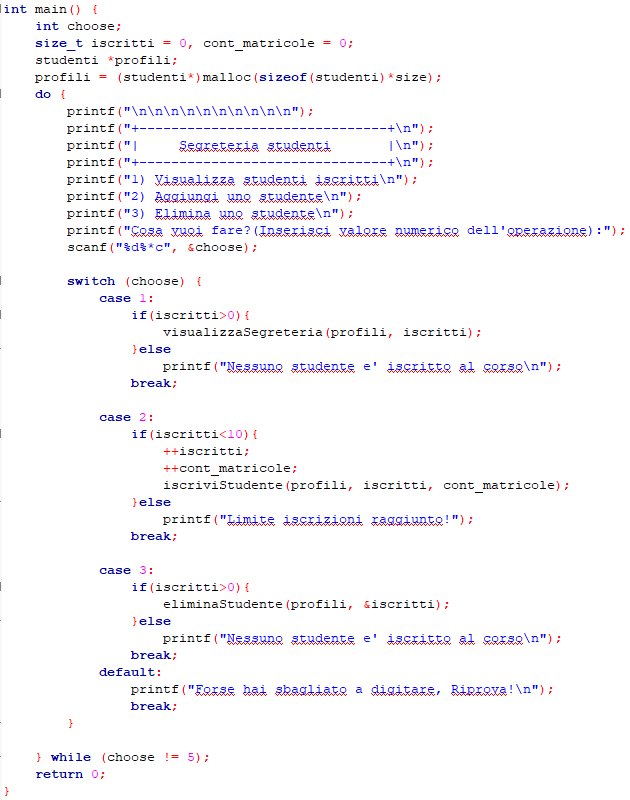 int main() {
    int choose;
    size_t iscritti = 0, cont_matricole = 0;
    studenti *profili;
    profili = (studenti*)malloc(sizeof(studenti)*size);
    do {
        printf("\n\n\n\n\n\n\n\n\n\n");
        printf("+-------------------------------+\n");
        printf("|     Segreteria studenti       |\n");
        printf("+-------------------------------+\n");
        printf("1) Visualizza studenti iscritti\n");
        printf("2) Aggiungi uno studente\n");
        printf("3) Elimina uno studente\n");
        printf("Cosa vuoi fare?(Inserisci valore numerico dell'operazione):");
        scanf("%d%*c", &choose);

        switch (choose) {
            case 1:
                if(iscritti>0){
                    visualizzaSegreteria(profili, iscritti);
                }else
                    printf("Nessuno studente e' iscritto al corso\n");
                break;

            case 2:
                if(iscritti<10){
                    ++iscritti;
                    ++cont_matricole;
                    iscriviStudente(profili, iscritti, cont_matricole);
                }else
                    printf("Limite iscrizioni raggiunto!");
                break;

            case 3:
                if(iscritti>0){
                    eliminaStudente(profili, &iscritti);
                }else
                    printf("Nessuno studente e' iscritto al corso\n");
                break;
            default:
                printf("Forse hai sbagliato a digitare, Riprova!\n");
                break;
        }

    } while (choose != 5);
    return 0;
}